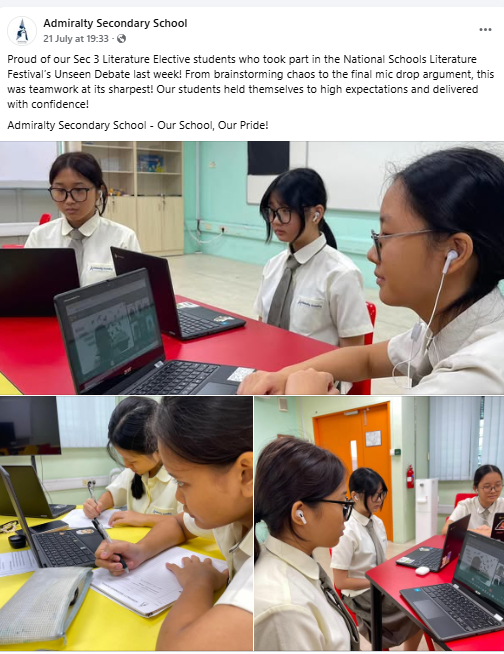 Admiralty Secondary School
21 July at 19:33 ·
Proud of our Sec 3 Literature Elective students who took part in the National Schools Literature
Festival's Unseen Debate last week! From brainstorming chaos to the final mic drop argument, this
was teamwork at its sharpest! Our students held themselves to high expectations and delivered
with confidence!
Admiralty Secondary School - Our School, Our Pride!